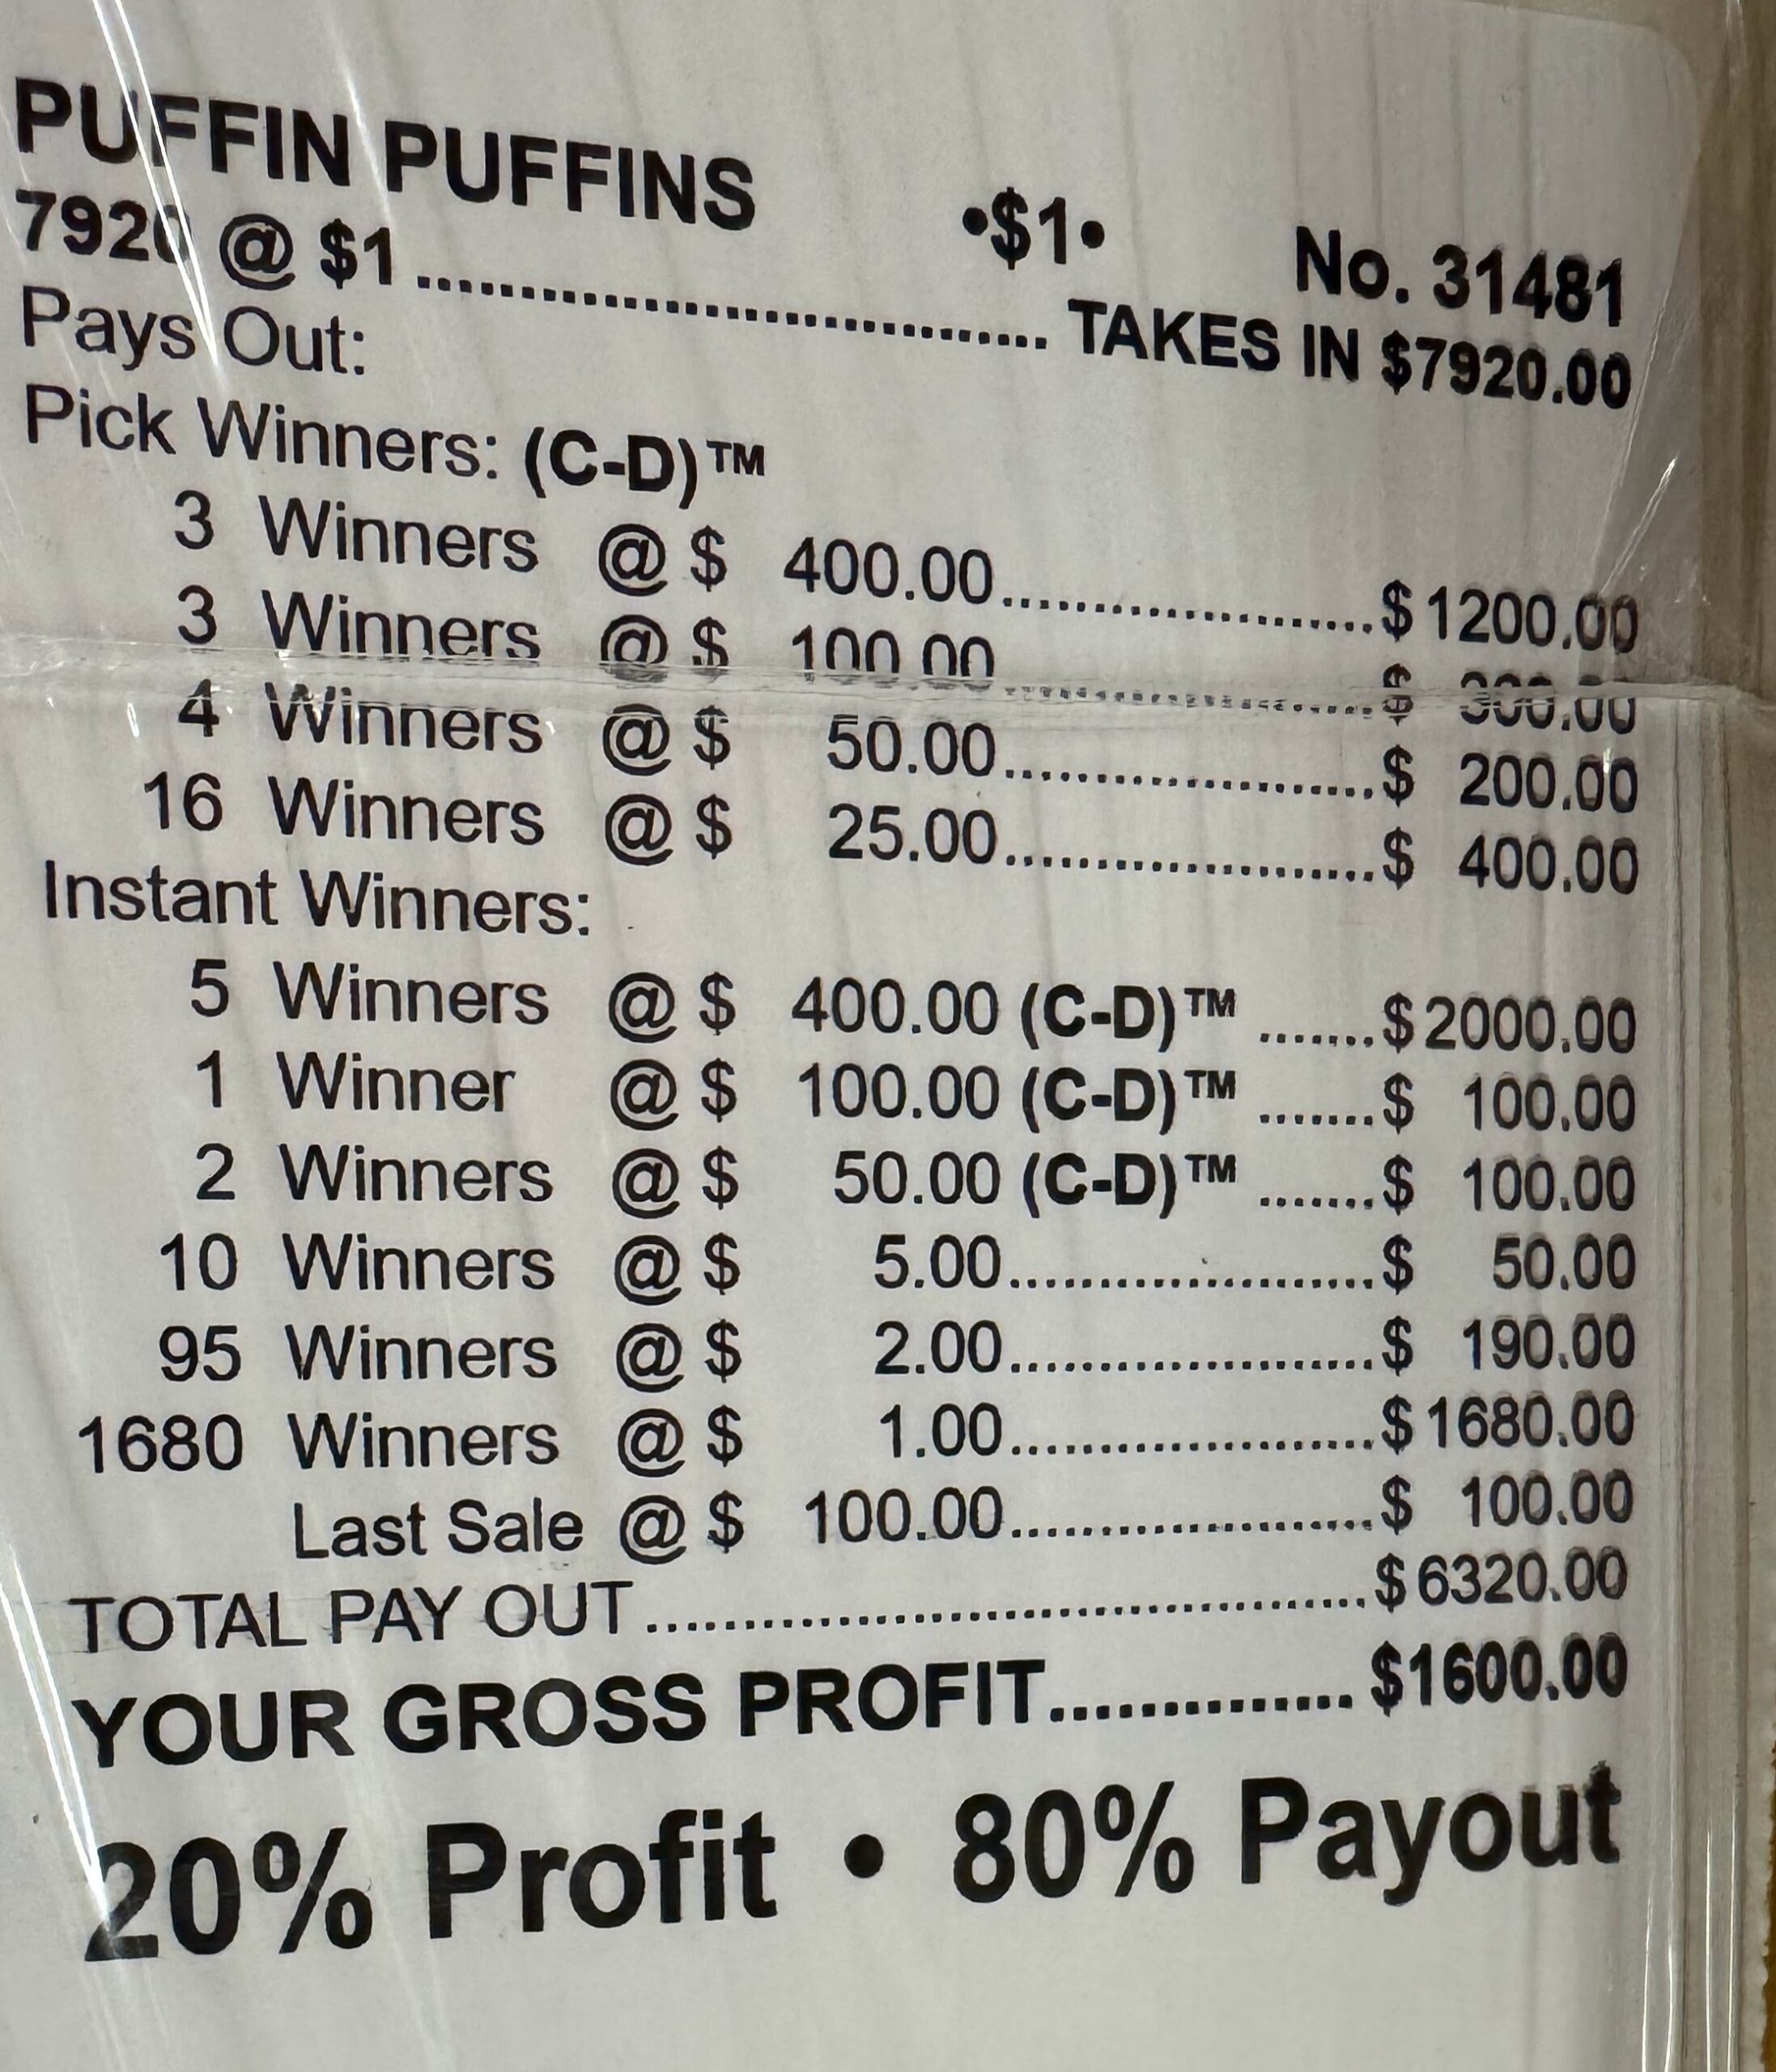 PUFFIN PUFFINS •$1• No. 31481
7920 @ $1.............................. TAKES IN $7920.00
Pays Out:
Pick Winners: (C-D)™
3 Winners @ $ 400.00....................$1200.00
3 Winners @ $ 100.00....................$ 300.00
4 Winners @ $ 50.00....................$ 200.00
16 Winners @ $ 25.00....................$ 400.00
Instant Winners:
5 Winners @ $ 400.00 (C-D)™ .......$2000.00
1 Winner @ $ 100.00 (C-D)™ .......$ 100.00
2 Winners @ $ 50.00 (C-D)™ .......$ 100.00
10 Winners @ $ 5.00....................$ 50.00
95 Winners @ $ 2.00....................$ 190.00
1680 Winners @ $ 1.00....................$1680.00
Last Sale @ $ 100.00....................$ 100.00
TOTAL PAY OUT........................................$6320.00
YOUR GROSS PROFIT.............. $1600.00
20% Profit • 80% Payout